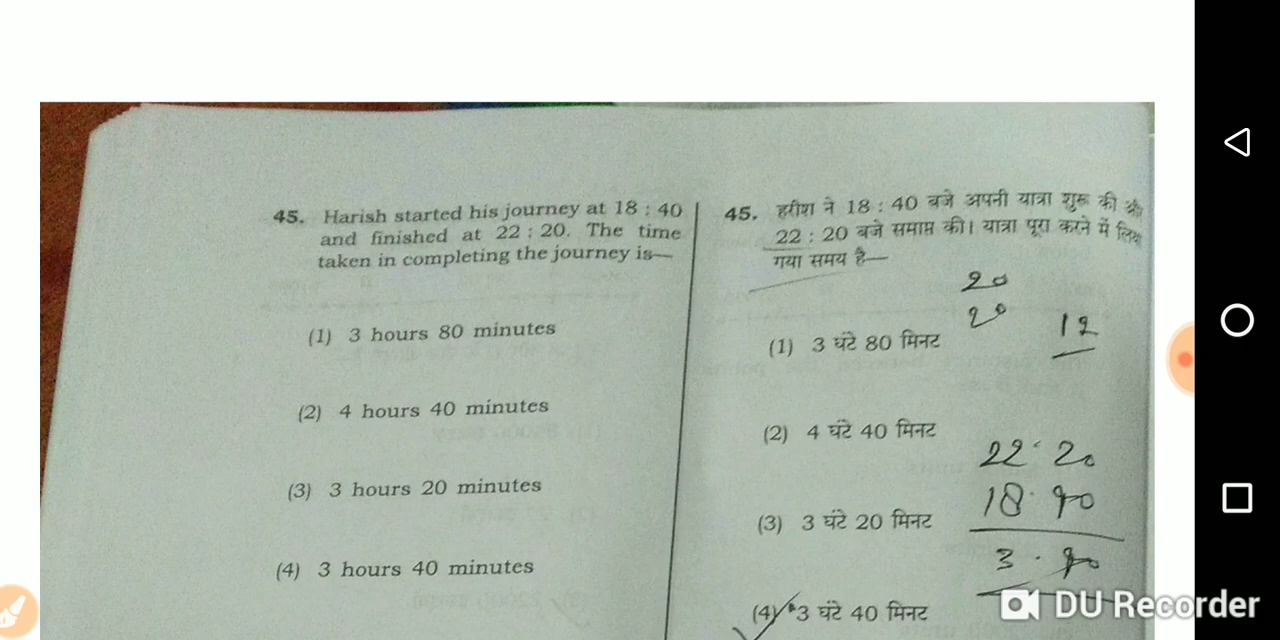 45. Harish started his journey at 18 : 40
and finished at 22 : 20. The time
taken in completing the journey is—
(1) 3 hours 80 minutes
(2) 4 hours 40 minutes
(3) 3 hours 20 minutes
(4) 3 hours 40 minutes
45. हरीश ने 18 : 40 बजे अपनी यात्रा शुरू की
22 : 20 बजे समाप्त की। यात्रा पूरा करने में
गया समय है—
20
20
12
(1) 3 घंटे 80 मिनट
(2) 4 घंटे 40 मिनट
22 · 20
18 · 40
3 · 40
(3) 3 घंटे 20 मिनट
(4) 3 घंटे 40 मिनट
DU Recorder